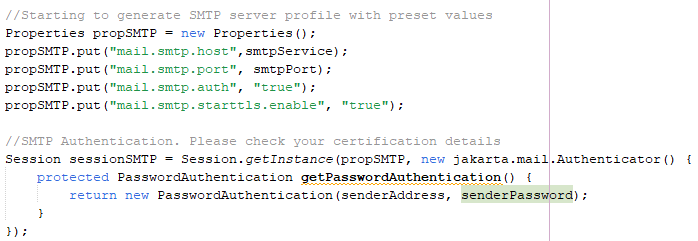 //Starting to generate SMTP server profile with preset values
Properties propSMTP = new Properties();
propSMTP.put("mail.smtp.host",smtpService);
propSMTP.put("mail.smtp.port", smtpPort);
propSMTP.put("mail.smtp.auth", "true");
propSMTP.put("mail.smtp.starttls.enable", "true");

//SMTP Authentication. Please check your certification details
Session sessionSMTP = Session.getInstance(propSMTP, new jakarta.mail.Authenticator() {
    protected PasswordAuthentication getPasswordAuthentication() {
        return new PasswordAuthentication(senderAddress, senderPassword);
    }
});